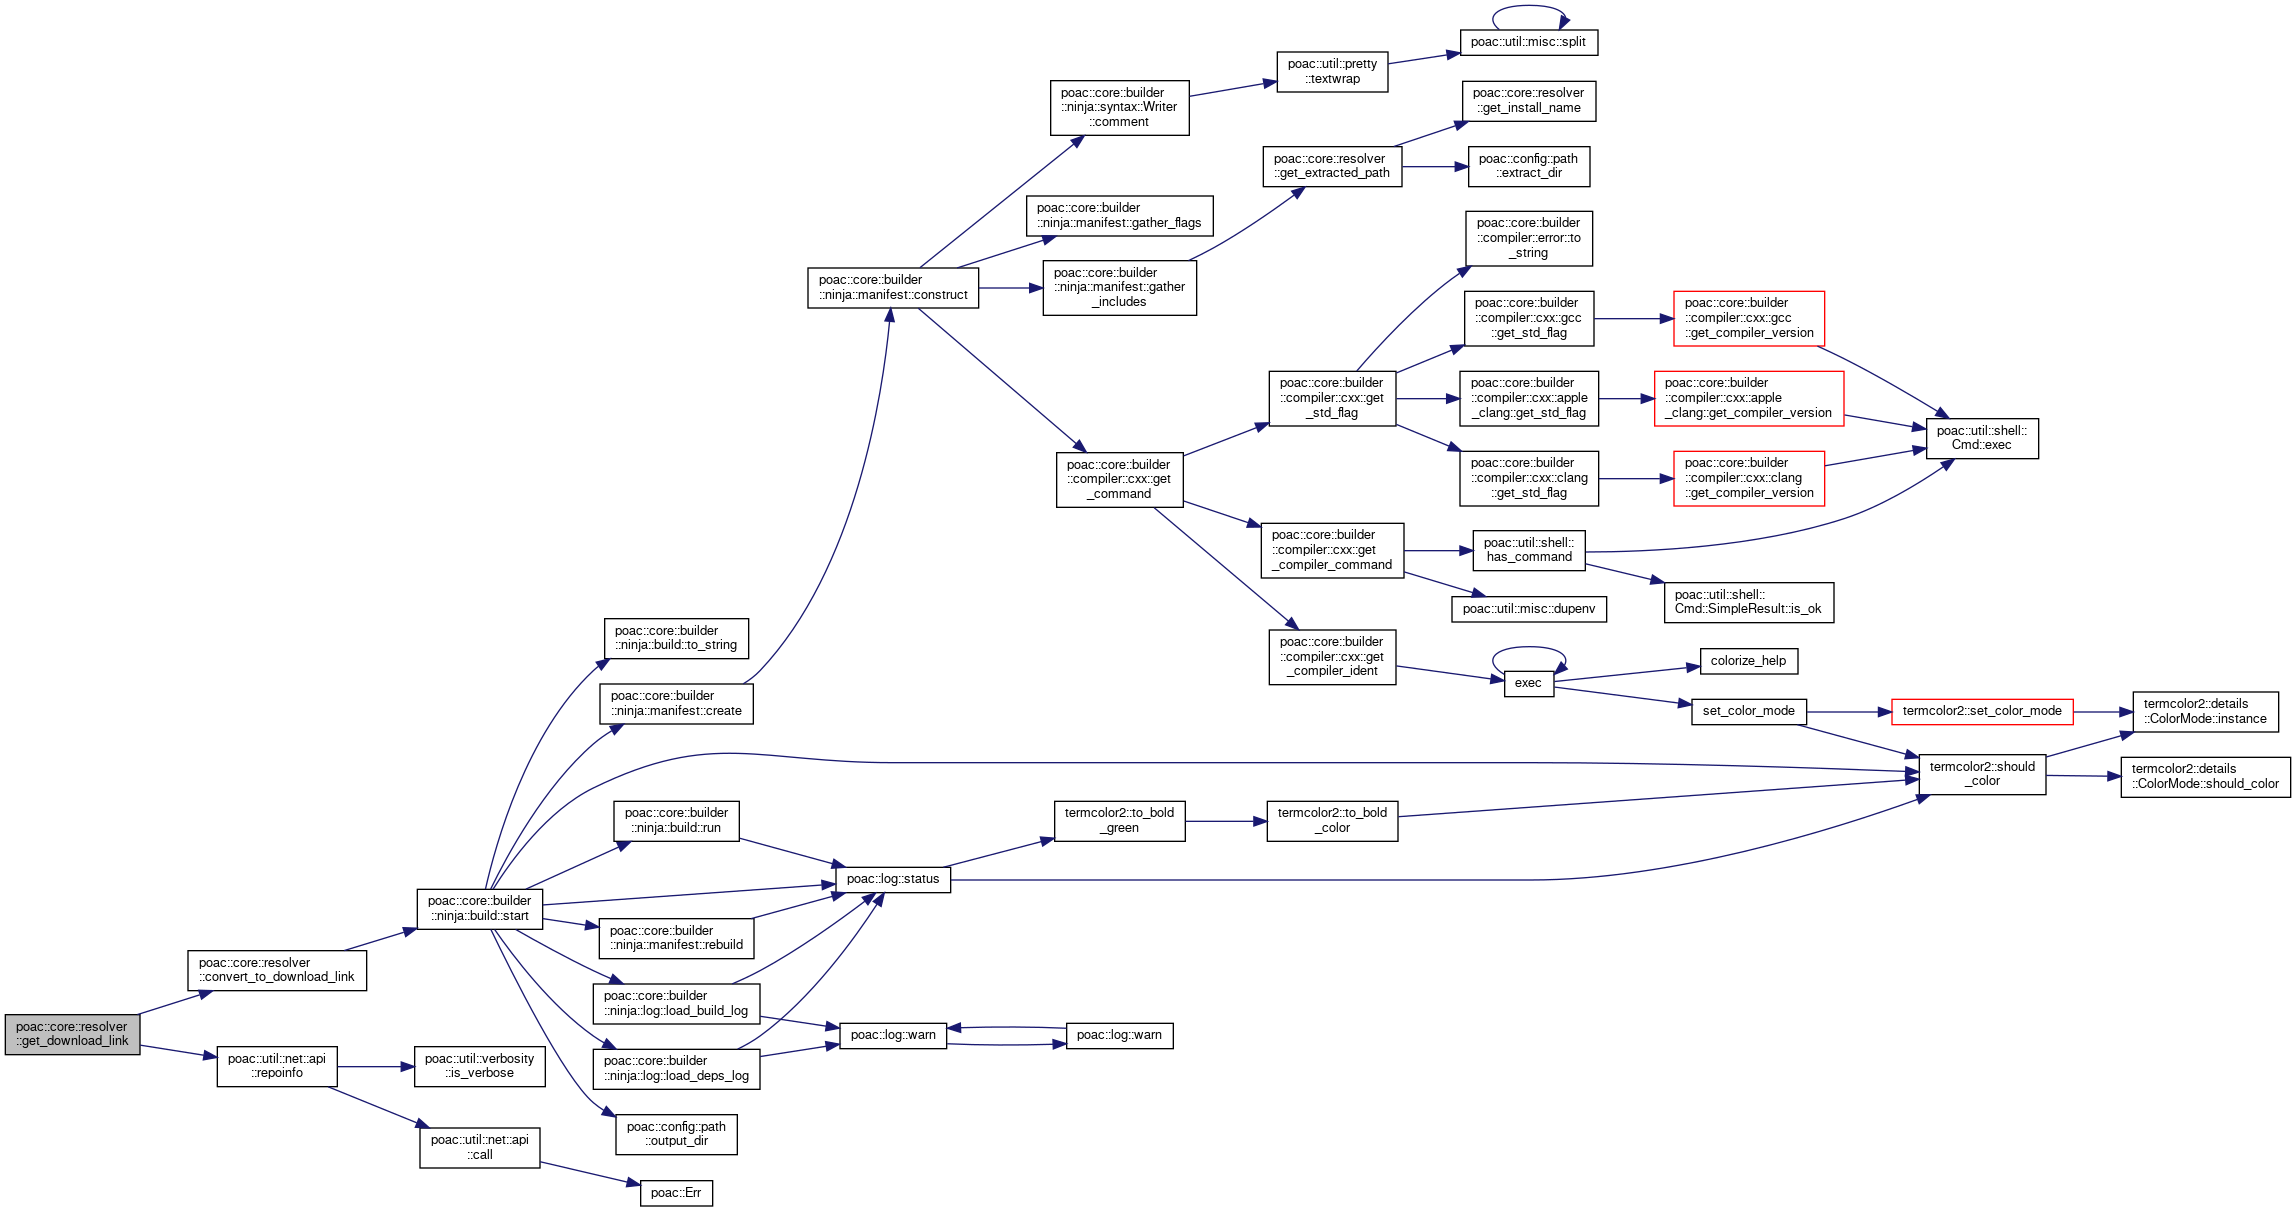 poac::util::misc::split
poac::util::pretty
::textwrap
poac::core::builder
::ninja::syntax::Writer
::comment
poac::core::resolver
::get_install_name
poac::core::resolver
::get_extracted_path
poac::config::path
::extract_dir
poac::core::builder
::ninja::manifest::gather_flags
poac::core::builder
::compiler::error::to
_string
poac::core::builder
::ninja::manifest::construct
poac::core::builder
::ninja::manifest::gather
_includes
poac::core::builder
::compiler::cxx::gcc
::get_std_flag
poac::core::builder
::compiler::cxx::gcc
::get_compiler_version
poac::core::builder
::compiler::cxx::get
_std_flag
poac::core::builder
::compiler::cxx::apple
_clang::get_std_flag
poac::core::builder
::compiler::cxx::apple
_clang::get_compiler_version
poac::util::shell::
Cmd::exec
poac::core::builder
::compiler::cxx::get
_command
poac::core::builder
::compiler::cxx::clang
::get_std_flag
poac::core::builder
::compiler::cxx::clang
::get_compiler_version
poac::core::builder
::compiler::cxx::get
_compiler_command
poac::util::shell::
has_command
poac::util::shell::
Cmd::SimpleResult::is_ok
poac::util::misc::dupenv
poac::core::builder
::ninja::build::to_string
poac::core::builder
::compiler::cxx::get
_compiler_ident
exec
colorize_help
poac::core::builder
::ninja::manifest::create
set_color_mode
termcolor2::set_color_mode
termcolor2::details
::ColorMode::instance
termcolor2::should
_color
termcolor2::details
::ColorMode::should_color
poac::core::builder
::ninja::build::run
termcolor2::to_bold
_green
termcolor2::to_bold
_color
poac::log::status
poac::core::builder
::ninja::build::start
poac::core::builder
::ninja::manifest::rebuild
poac::core::resolver
::convert_to_download_link
poac::core::builder
::ninja::log::load_build_log
poac::core::resolver
::get_download_link
poac::log::warn
poac::log::warn
poac::util::net::api
::repoinfo
poac::util::verbosity
::is_verbose
poac::core::builder
::ninja::log::load_deps_log
poac::config::path
::output_dir
poac::util::net::api
::call
poac::Err